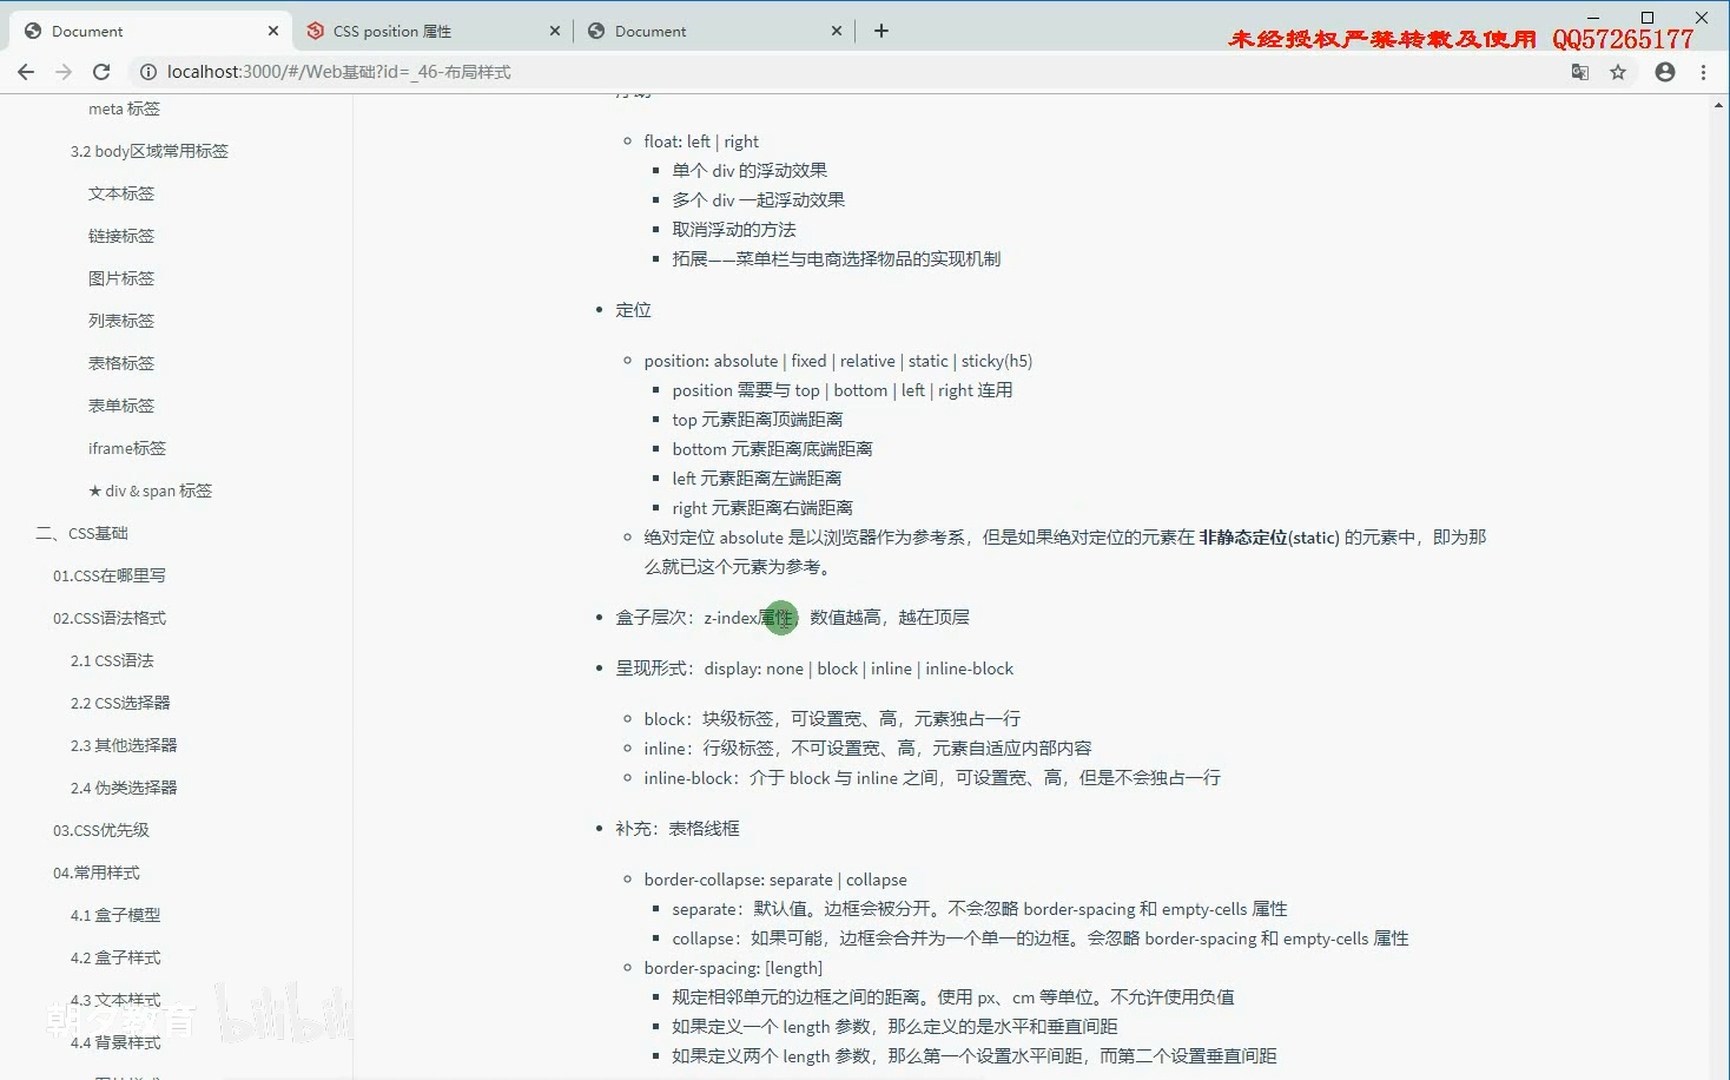 Document
CSS position 属性
Document
未经授权严禁转载及使用 QQ57265177
localhost:3000/#/Web基础?id=_46-布局样式
meta 标签
3.2 body区域常用标签
文本标签
链接标签
图片标签
列表标签
表格标签
表单标签
iframe标签
★ div & span 标签
二、CSS基础
01.CSS在哪里写
02.CSS语法格式
2.1 CSS语法
2.2 CSS选择器
2.3 其他选择器
2.4 伪类选择器
03.CSS优先级
04.常用样式
4.1 盒子模型
4.2 盒子样式
4.3 文本样式
朝夕教育 bilibili
4.4 背景样式
float: left | right
单个 div 的浮动效果
多个 div 一起浮动效果
取消浮动的方法
拓展——菜单栏与电商选择物品的实现机制
定位
position: absolute | fixed | relative | static | sticky(h5)
position 需要与 top | bottom | left | right 连用
top 元素距离顶端距离
bottom 元素距离底端距离
left 元素距离左端距离
right 元素距离右端距离
绝对定位 absolute 是以浏览器作为参考系，但是如果绝对定位的元素在 非静态定位(static) 的元素中，即为那
么就已这个元素为参考。
盒子层次：z-index属性，数值越高，越在顶层
呈现形式：display: none | block | inline | inline-block
block：块级标签，可设置宽、高，元素独占一行
inline：行级标签，不可设置宽、高，元素自适应内部内容
inline-block：介于 block 与 inline 之间，可设置宽、高，但是不会独占一行
补充：表格线框
border-collapse: separate | collapse
separate：默认值。边框会被分开。不会忽略 border-spacing 和 empty-cells 属性
collapse：如果可能，边框会合并为一个单一的边框。会忽略 border-spacing 和 empty-cells 属性
border-spacing: [length]
规定相邻单元的边框之间的距离。使用 px、cm 等单位。不允许使用负值
如果定义一个 length 参数，那么定义的是水平和垂直间距
如果定义两个 length 参数，那么第一个设置水平间距，而第二个设置垂直间距